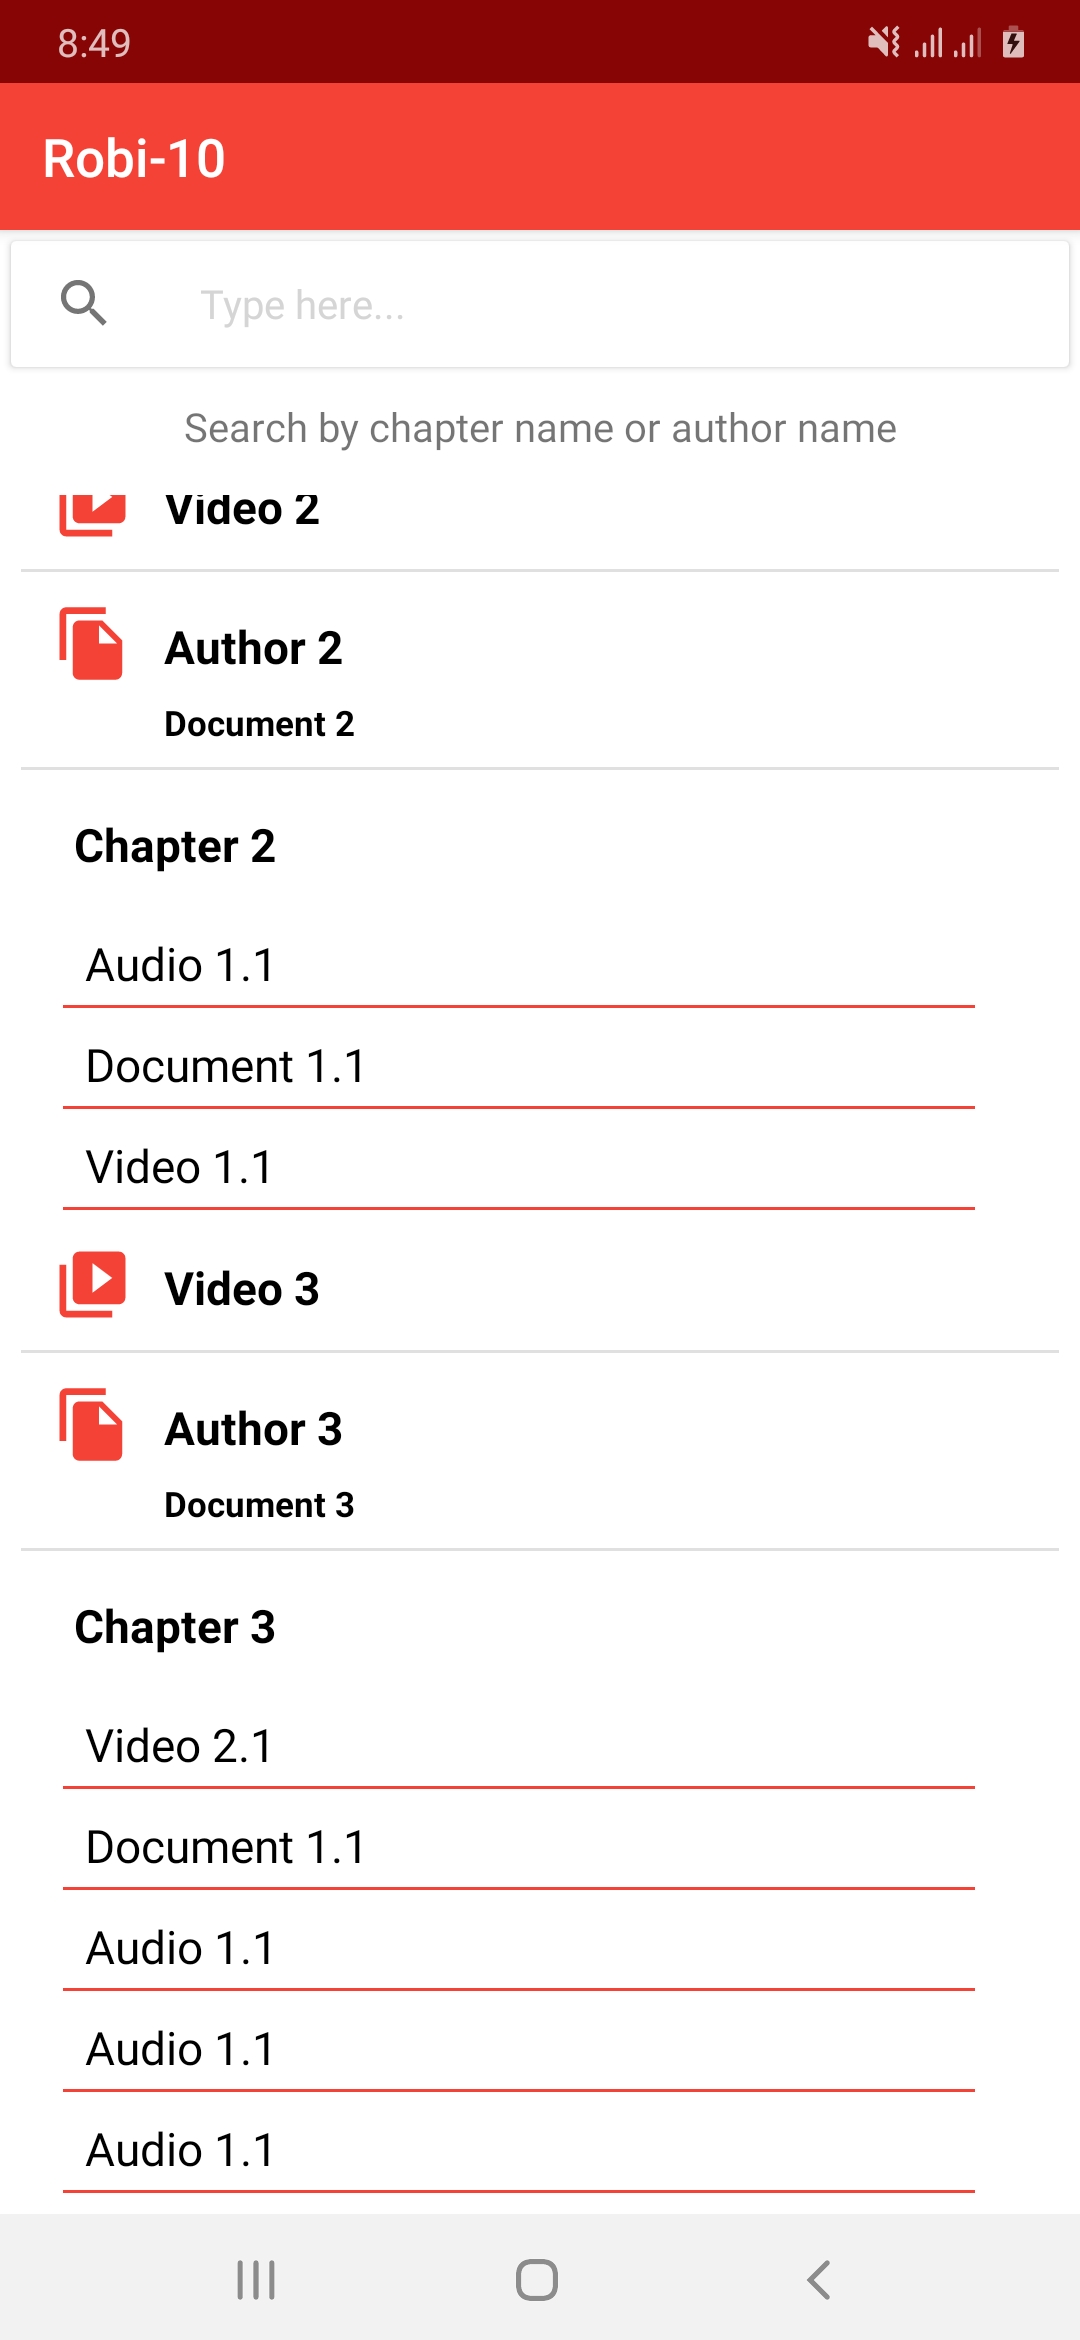 8:49
Robi-10
Type here...
Search by chapter name or author name
Video 2
Author 2
Document 2
Chapter 2
Audio 1.1
Document 1.1
Video 1.1
Video 3
Author 3
Document 3
Chapter 3
Video 2.1
Document 1.1
Audio 1.1
Audio 1.1
Audio 1.1